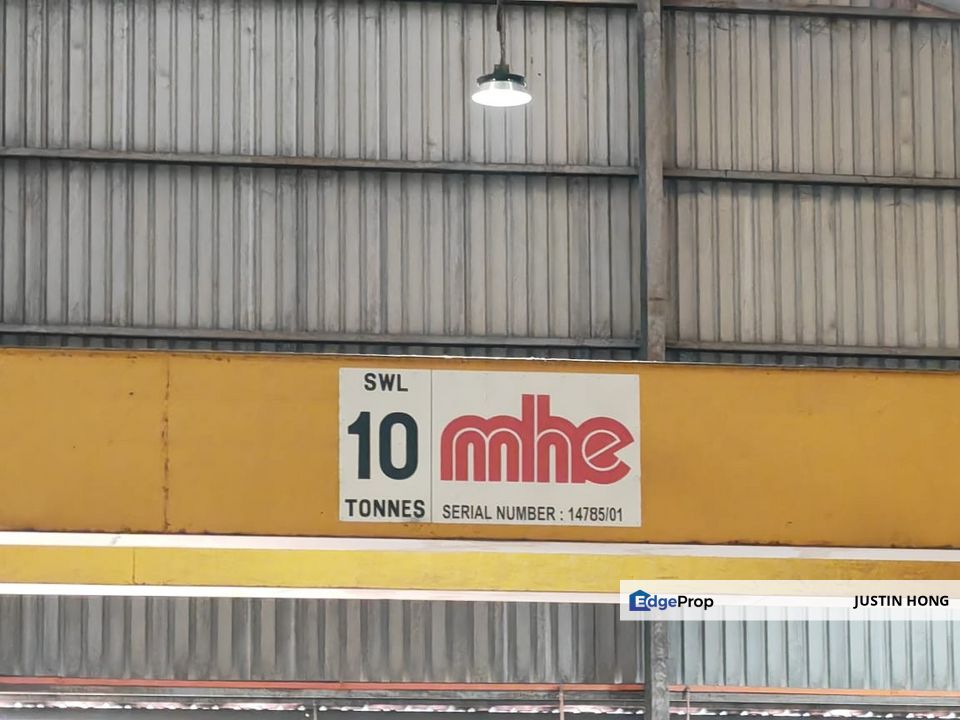 SWL
10
TONNES
mhe
SERIAL NUMBER : 14785/01
EdgeProp
JUSTIN HONG